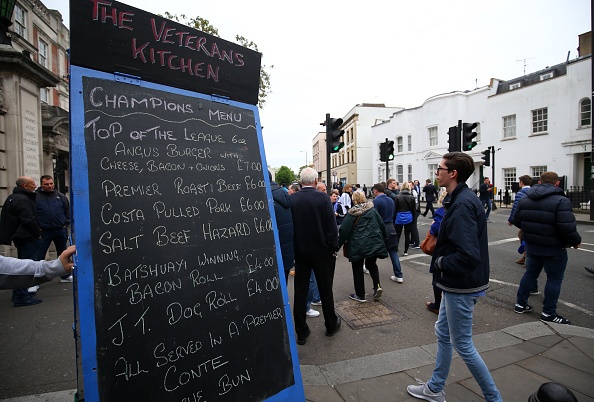 THE VETERANS
KITCHEN
CHAMPIONS MENU
TOP OF THE LEAGUE 6oz
ANGUS BURGER WITH
CHEESE, BACON + ONIONS £7.00
PREMIER ROAST BEEF £6.00
COSTA PULLED PORK £6.00
SALT BEEF HAZARD £6.00
BATSHUAYI WINNING
BACON ROLL £4.00
J.T. DOG ROLL £4.00
ALL SERVED IN A PREMIER
CONTE
THE BUN